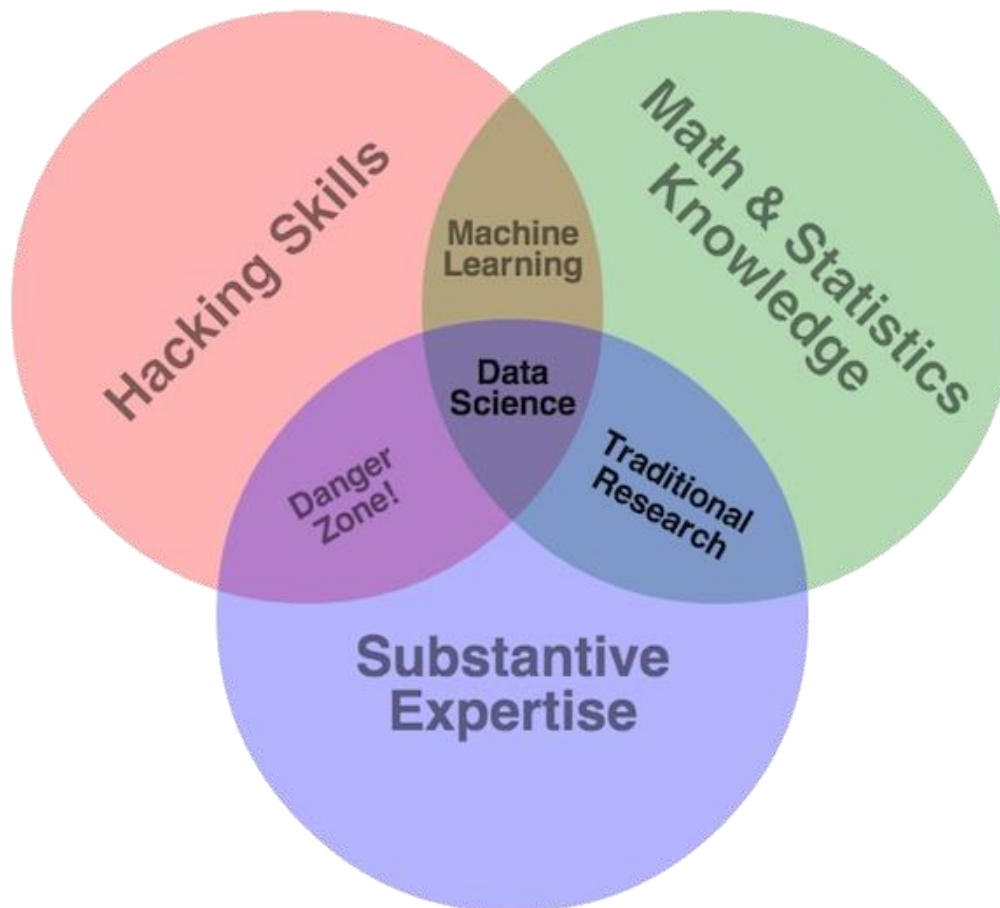 Hacking Skills
Math & Statistics
Knowledge
Machine
Learning
Data
Science
Danger
Zone!
Traditional
Research
Substantive
Expertise